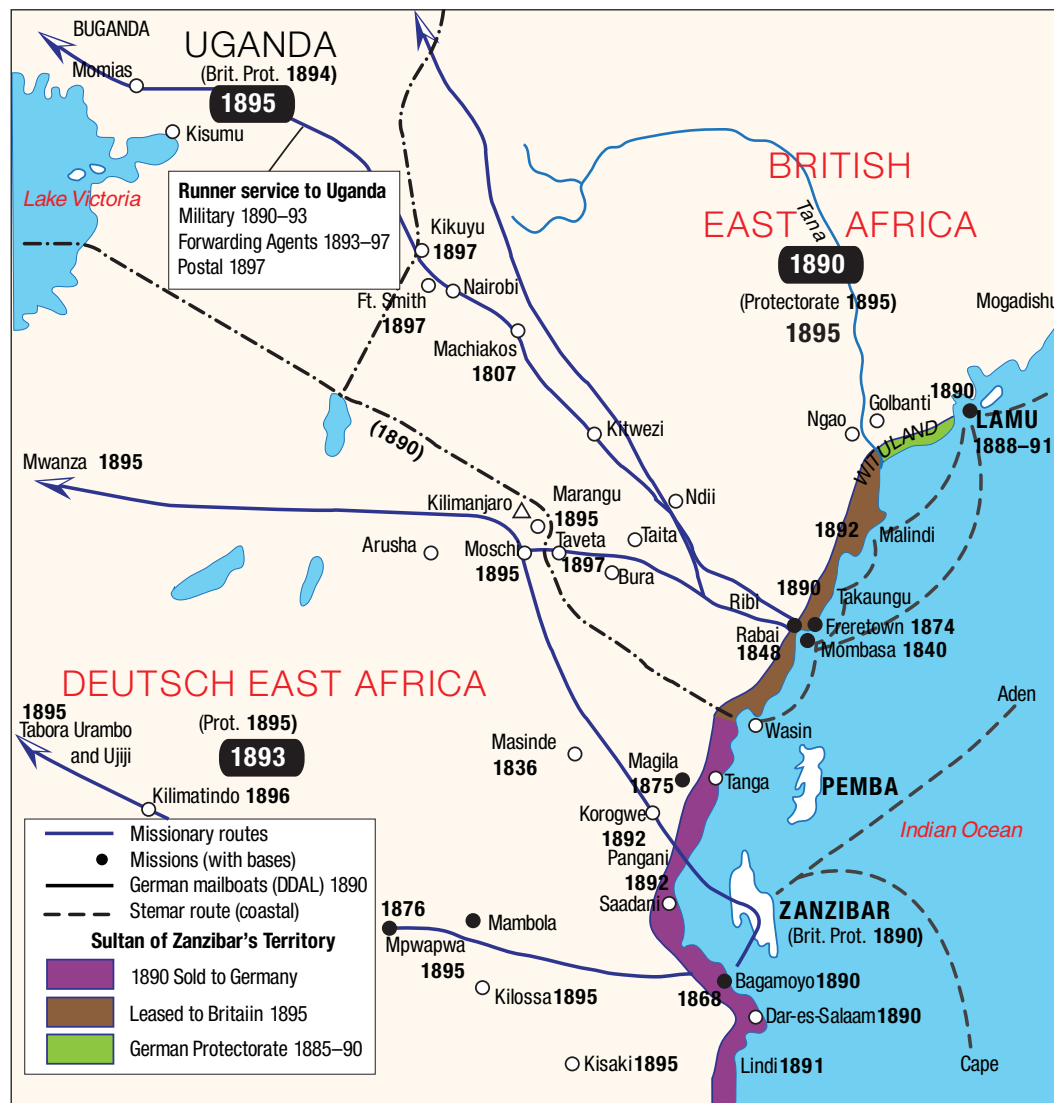 BUGANDA
UGANDA
(Brit. Prot. 1894)
1895
Momias
Kisumu
Lake Victoria
Runner service to Uganda
Military 1890–93
Forwarding Agents 1893–97
Postal 1897
BRITISH
EAST AFRICA
Tana
1890
(Protectorate 1895)
1895
Mogadishu
Kikuyu
1897
Ft. Smith
1897
Nairobi
Machiakos
1807
1890
Golbanti
Ngao
LAMU
1888–91
WITULAND
(1890)
Kitwezi
Mwanza 1895
Ndii
Kilimanjaro
Marangu
1895
Arusha
Moschi
1895
Taveta
1897
Taita
Bura
1892
Malindi
1890
Takaungu
Ribi
Rabai
1848
Freretown 1874
Mombasa 1840
DEUTSCH EAST AFRICA
(Prot. 1895)
1893
1895
Tabora Urambo
and Ujiji
Kilimatindo 1896
Masinde
1836
Magila
1875
Wasin
Tanga
Aden
PEMBA
Indian Ocean
Korogwe
1892
Pangani
1892
Saadani
ZANZIBAR
(Brit. Prot. 1890)
1876
Mpwapwa
1895
Mambola
Kilossa 1895
Bagamoyo 1890
1868
Dar-es-Salaam 1890
Kisaki 1895
Lindi 1891
Cape
Missionary routes
Missions (with bases)
German mailboats (DDAL) 1890
Stemar route (coastal)
Sultan of Zanzibar's Territory
1890 Sold to Germany
Leased to Britaiin 1895
German Protectorate 1885–90